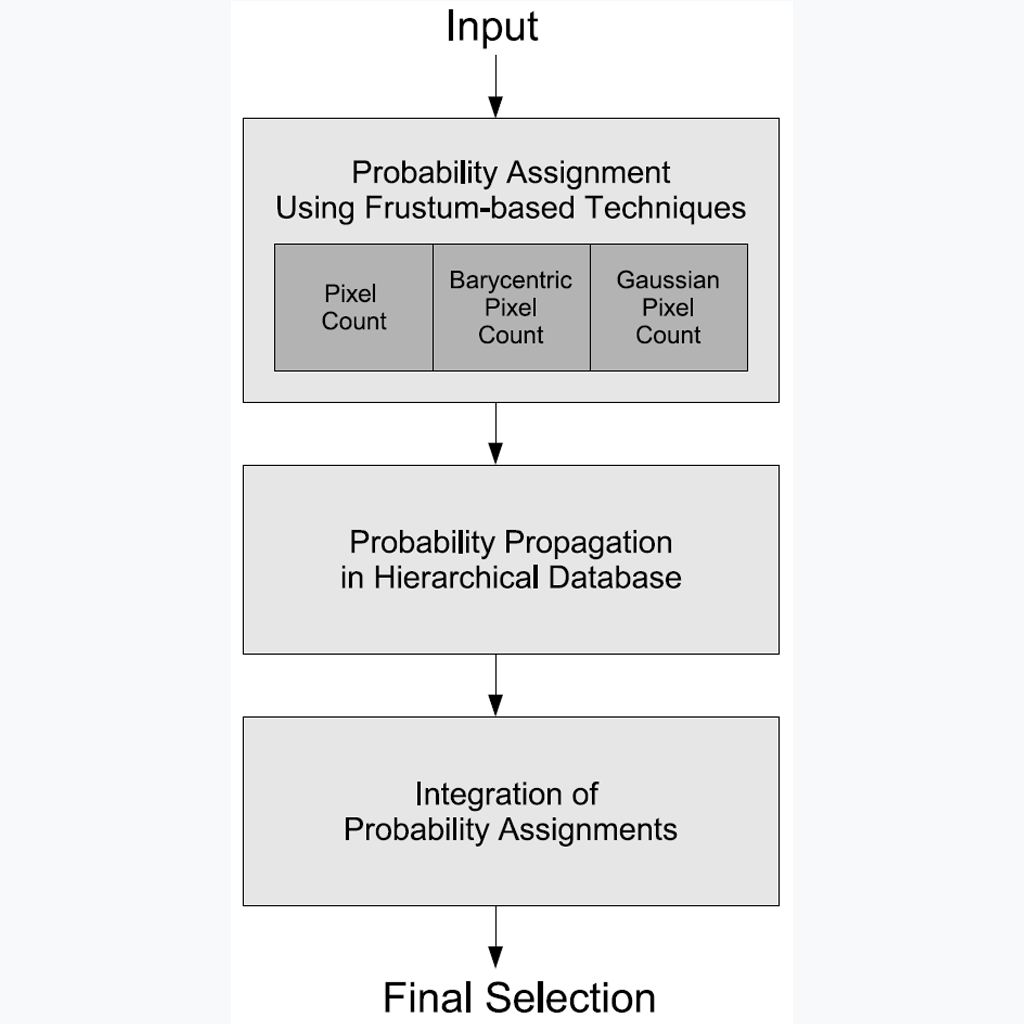 Input
Probability Assignment
Using Frustum-based Techniques
Pixel
Count
Barycentric
Pixel
Count
Gaussian
Pixel
Count
Probability Propagation
in Hierarchical Database
Integration of
Probability Assignments
Final Selection